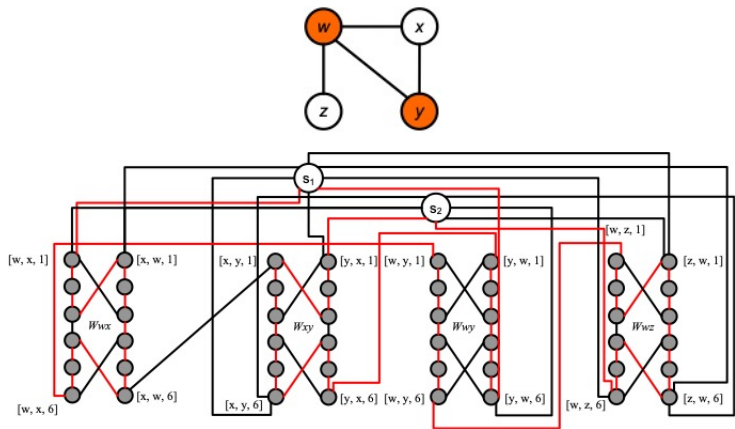 w x
z y
s1
s2
[w, z, 1]
[w, x, 1] [x, w, 1] [x, y, 1] [y, x, 1] [w, y, 1] [y, w, 1] [z, w, 1]
Wwx Wxy Wwy Wwz
[w, x, 6] [x, w, 6] [x, y, 6] [y, x, 6] [w, y, 6] [y, w, 6] [w, z, 6] [z, w, 6]